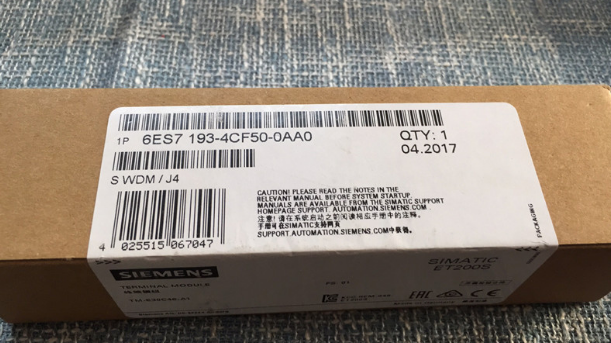 1P 6ES7 193-4CF50-0AA0
QTY: 1
04.2017
S WDM / J4
CAUTION! PLEASE READ THE NOTES IN THE
RELEVANT MANUAL BEFORE SYSTEM STARTUP.
MANUALS ARE AVAILABLE FROM THE SIMATIC SUPPORT
HOMEPAGE SUPPORT.AUTOMATION.SIEMENS.COM
注意!请在系统启动之前阅读相应手册中的注释。
手册可在SIMATIC支持网页
SUPPORT.AUTOMATION.SIEMENS.COM中获得。
4 025515 067047
PACKAGING
SIEMENS
SIMATIC
ET200S
TERMINAL MODULE
EAC
CE